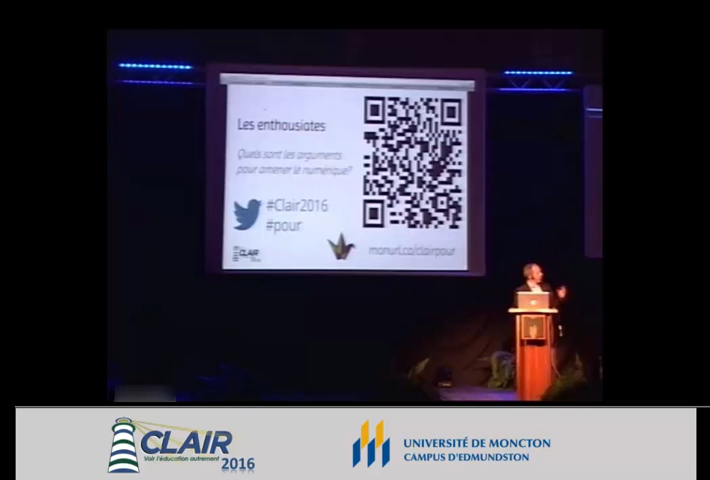 Les enthousiates
Quels sont les arguments
pour amener le numérique?
#Clair2016
#pour
CLAIR
monurl.co/clairpour
CLAIR
Voir l'éducation autrement
2016
UNIVERSITÉ DE MONCTON
CAMPUS D'EDMUNDSTON